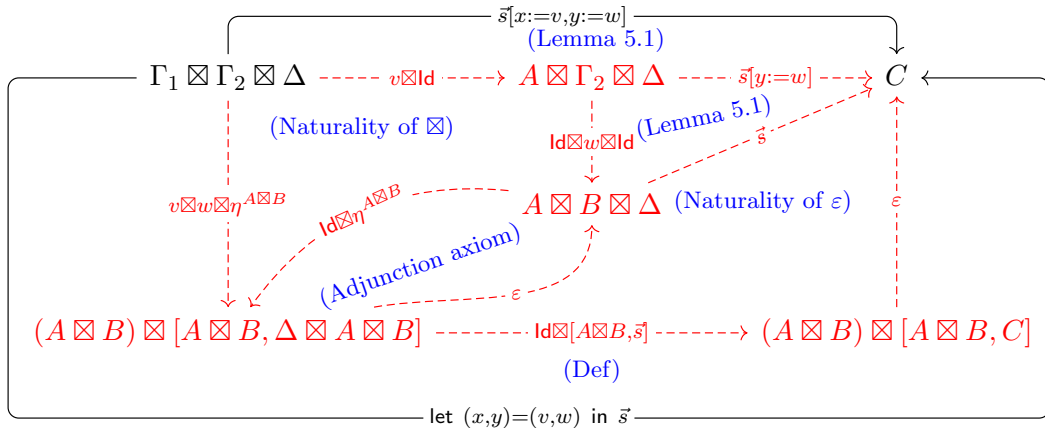 s⃗[x:=v,y:=w]
(Lemma 5.1)
Γ₁ ⊠ Γ₂ ⊠ Δ
v⊠Id
A ⊠ Γ₂ ⊠ Δ
s⃗[y:=w]
C
(Naturality of ⊠)
(Lemma 5.1)
Id⊠w⊠Id
s⃗
v⊠w⊠η^{A⊠B}
Id⊠η^{A⊠B}
A ⊠ B ⊠ Δ
(Naturality of ε)
ε
(Adjunction axiom)
ε
(A ⊠ B) ⊠ [A ⊠ B, Δ ⊠ A ⊠ B]
Id⊠[A⊠B,s⃗]
(A ⊠ B) ⊠ [A ⊠ B, C]
(Def)
let (x,y)=(v,w) in s⃗